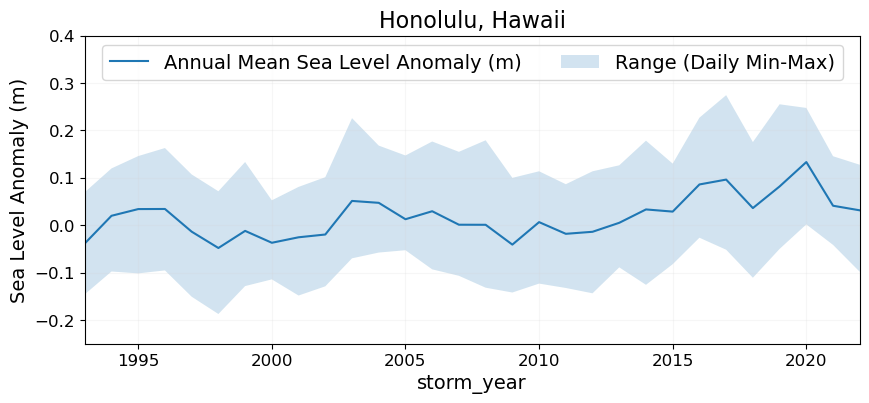 Honolulu, Hawaii
Annual Mean Sea Level Anomaly (m)
Range (Daily Min-Max)
Sea Level Anomaly (m)
0.4
0.3
0.2
0.1
0.0
−0.1
−0.2
1995
2000
2005
2010
2015
2020
storm_year